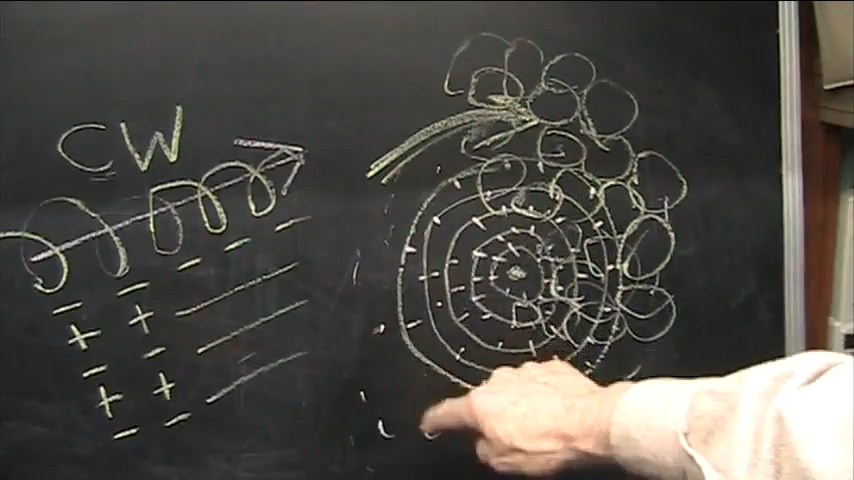 CW
- - - - -
- -
+ +
- -
+ +
- -